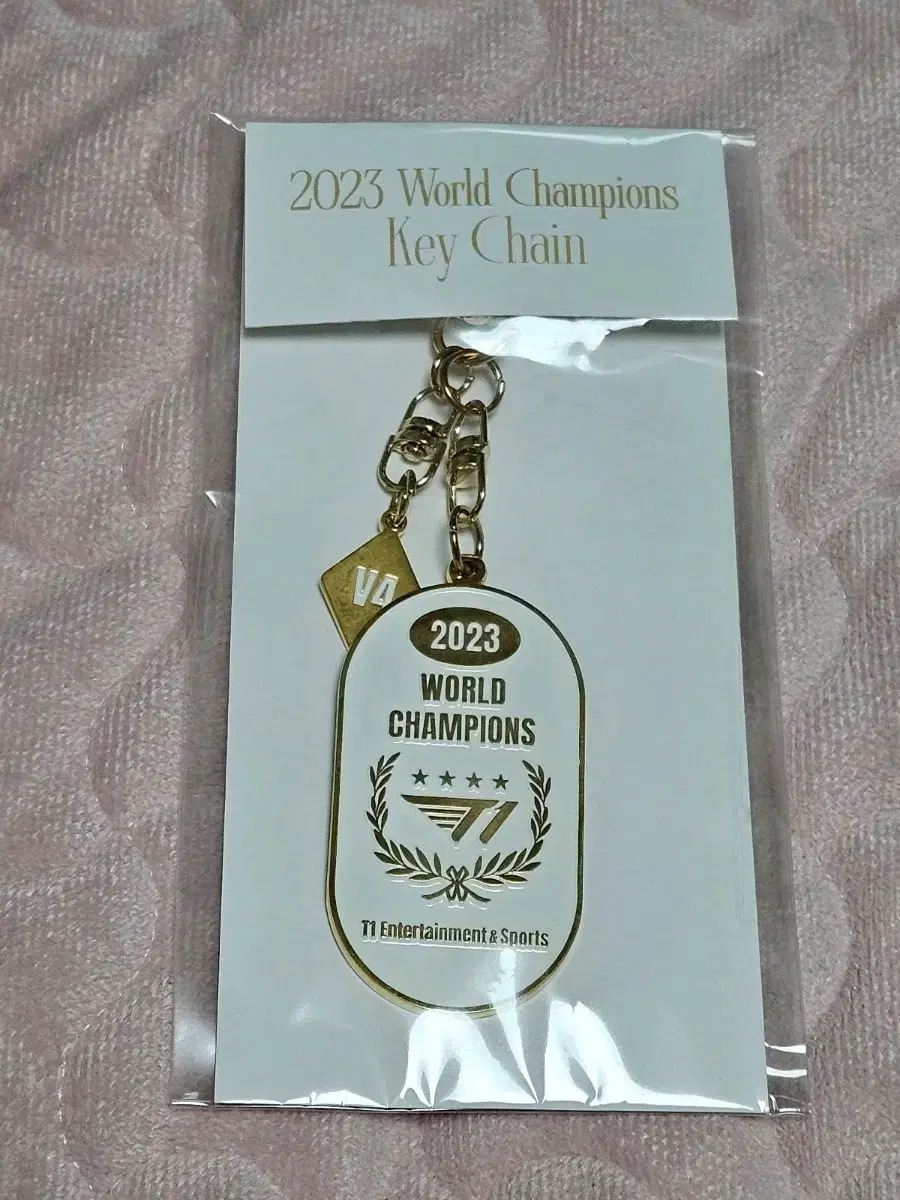 2023 World Champions
Key Chain
V4
2023
WORLD
CHAMPIONS
T1
T1 Entertainment & Sports